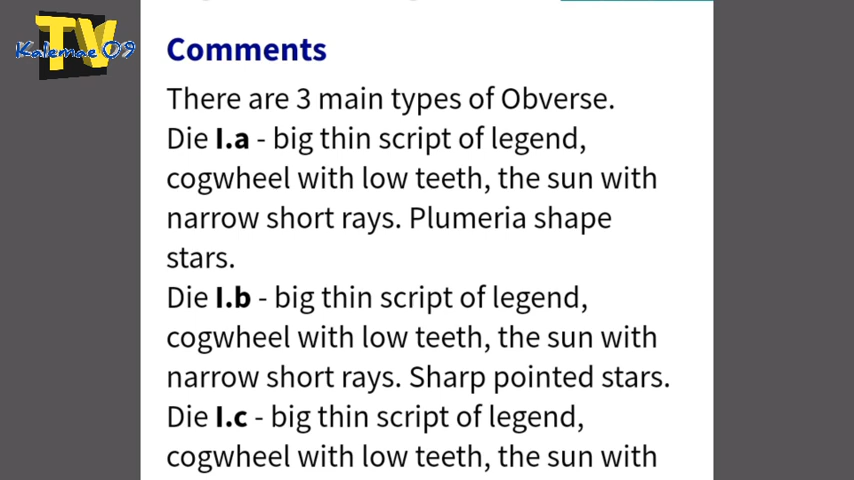 TV
Kalemae 09
Comments
There are 3 main types of Obverse.
Die I.a - big thin script of legend,
cogwheel with low teeth, the sun with
narrow short rays. Plumeria shape
stars.
Die I.b - big thin script of legend,
cogwheel with low teeth, the sun with
narrow short rays. Sharp pointed stars.
Die I.c - big thin script of legend,
cogwheel with low teeth, the sun with